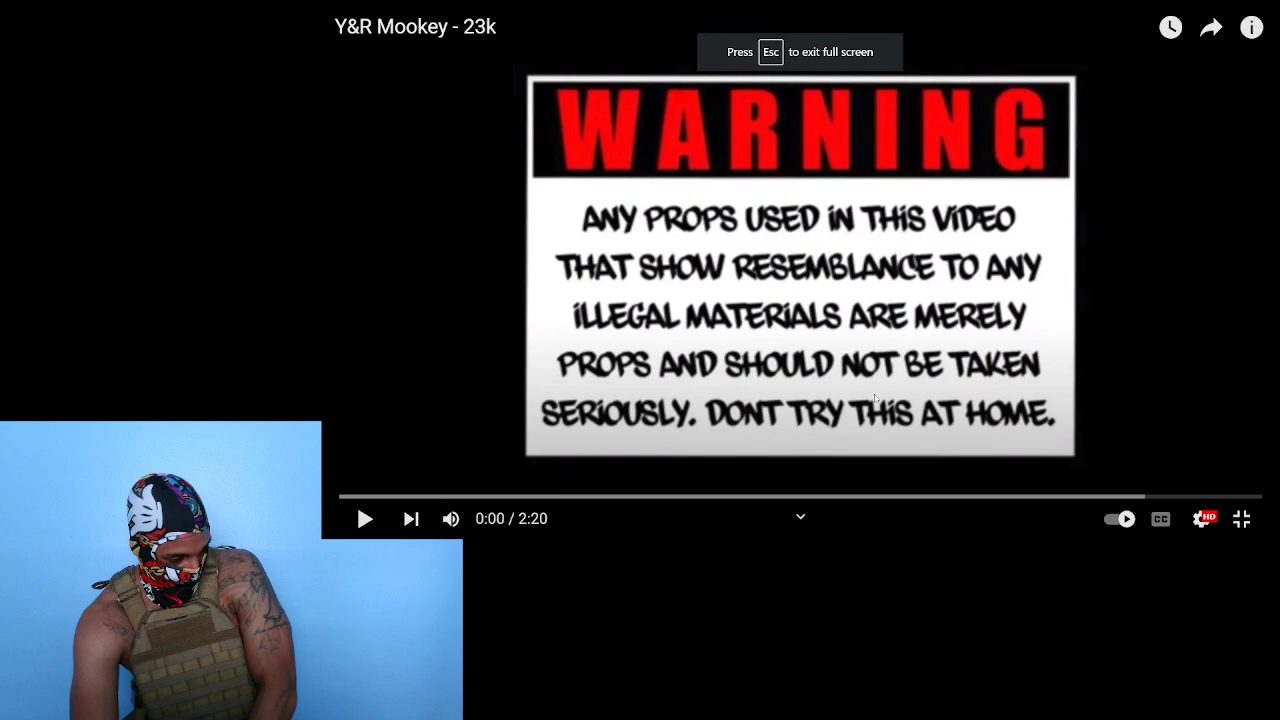 Y&R Mookey - 23k
Press Esc to exit full screen
WARNING
ANY PROPS USED iN THiS ViDEO
THAT SHOW RESEMBLANCE TO ANY
iLLEGAL MATERiALS ARE MERELY
PROPS AND SHOULD NOT BE TAKEN
SERiOUSLY. DONT TRY THiS AT HOME.
0:00 / 2:20
CC
HD